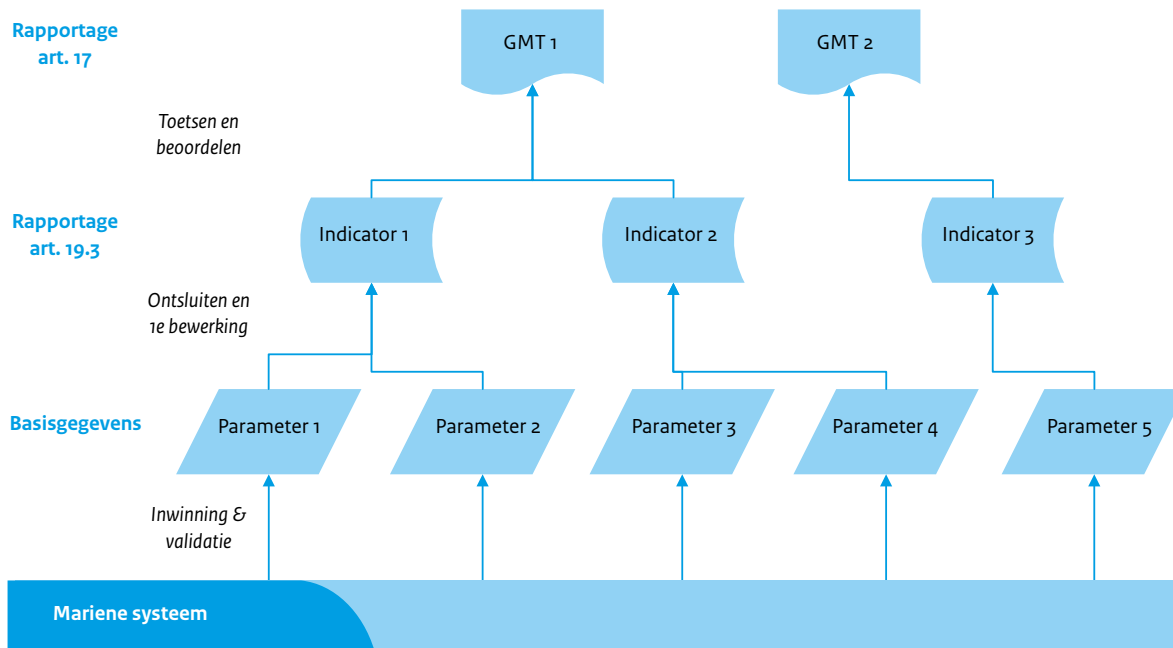 Rapportage
art. 17
GMT 1
GMT 2
Toetsen en
beoordelen
Rapportage
art. 19.3
Indicator 1
Indicator 2
Indicator 3
Ontsluiten en
1e bewerking
Basisgegevens
Parameter 1
Parameter 2
Parameter 3
Parameter 4
Parameter 5
Inwinning &
validatie
Mariene systeem